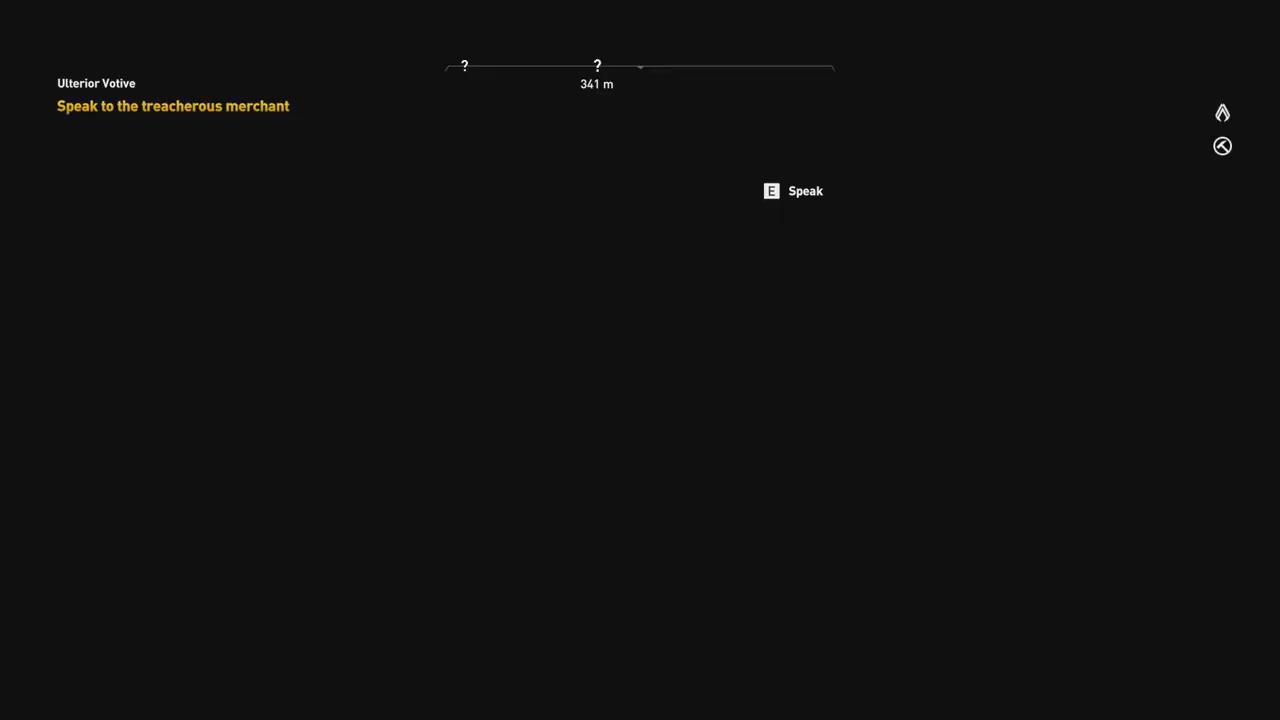 ? ?
Ulterior Votive
341 m
Speak to the treacherous merchant
E Speak